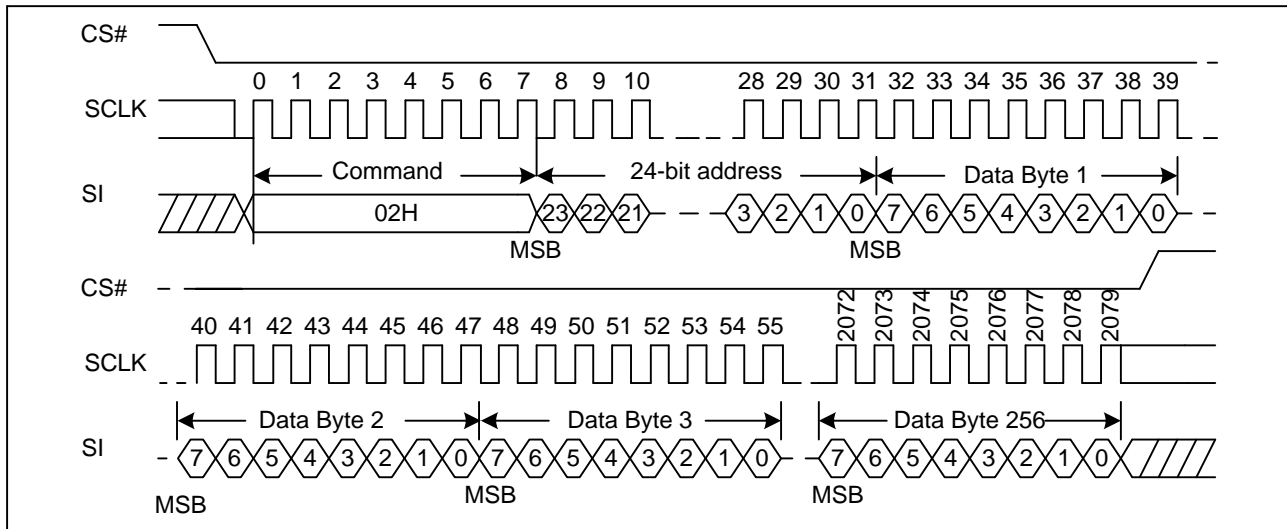 CS#
0 1 2 3 4 5 6 7 8 9 10 28 29 30 31 32 33 34 35 36 37 38 39
SCLK
Command 24-bit address Data Byte 1
SI
02H 23 22 21 3 2 1 0 7 6 5 4 3 2 1 0
MSB MSB
CS#
40 41 42 43 44 45 46 47 48 49 50 51 52 53 54 55 2072 2073 2074 2075 2076 2077 2078 2079
SCLK
Data Byte 2 Data Byte 3 Data Byte 256
SI
7 6 5 4 3 2 1 0 7 6 5 4 3 2 1 0 7 6 5 4 3 2 1 0
MSB MSB MSB